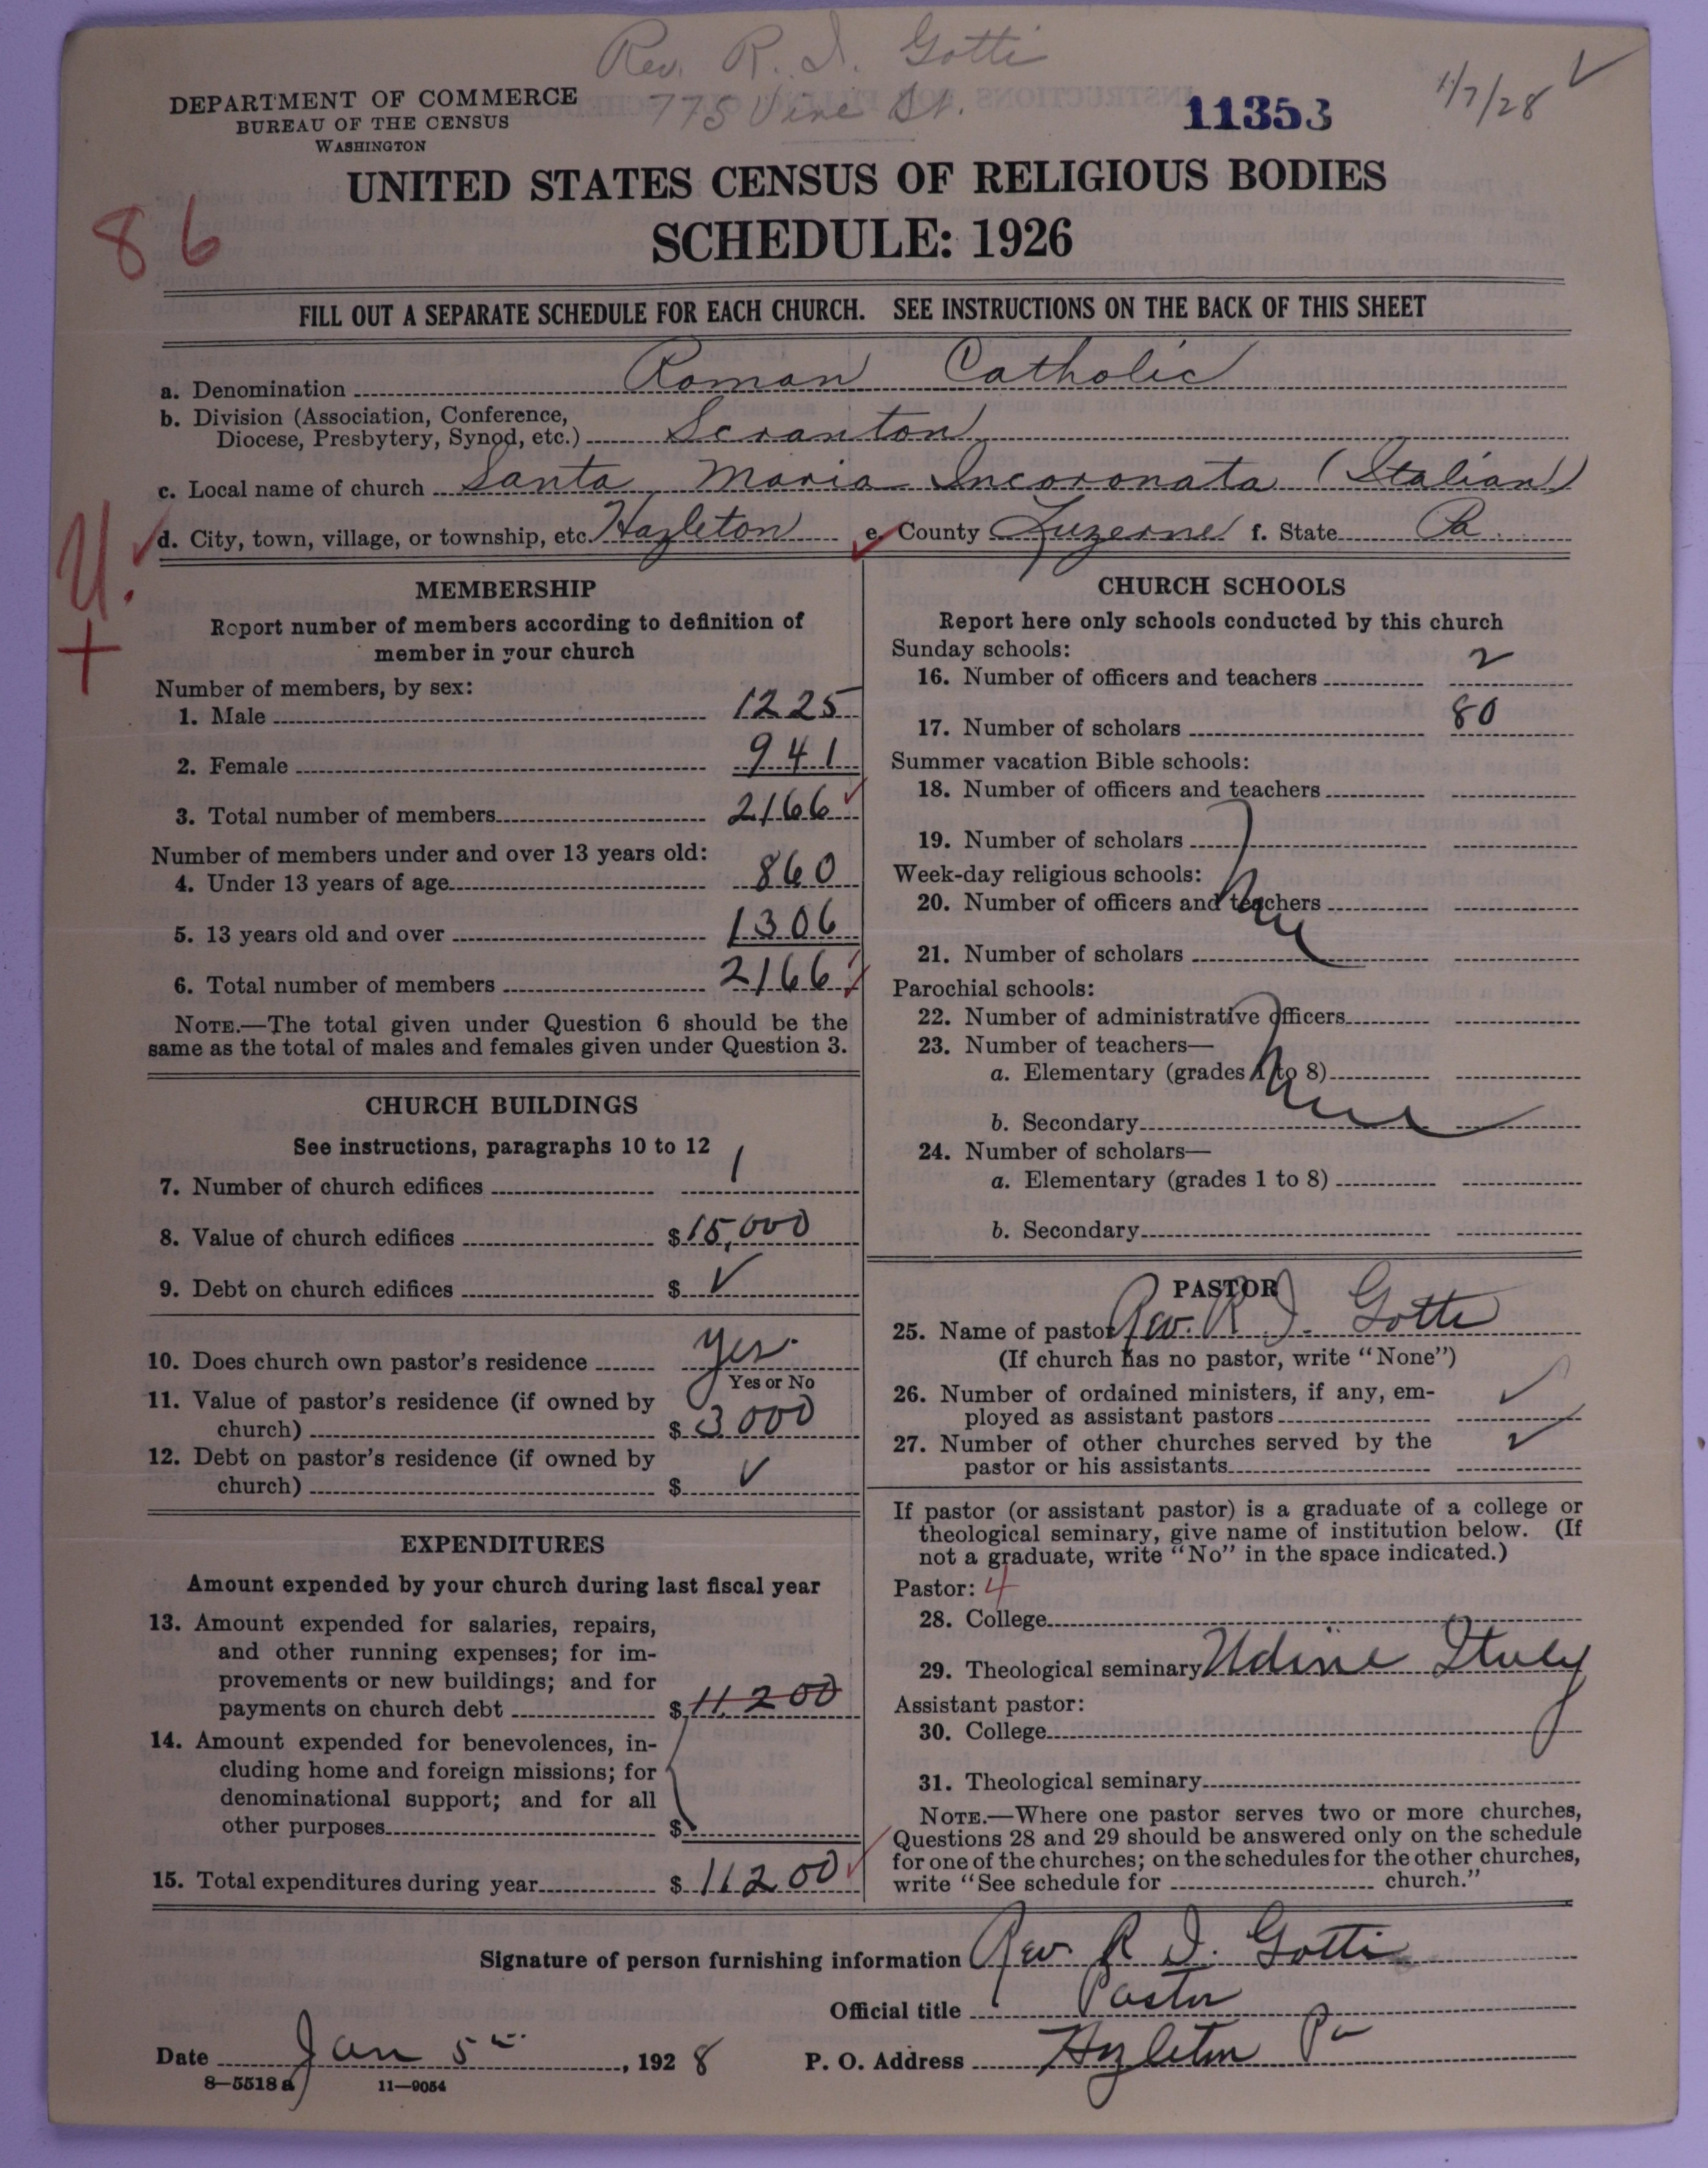 Rev. R. I. Gotti
775 Vine St.
DEPARTMENT OF COMMERCE
BUREAU OF THE CENSUS
WASHINGTON
11353
1/7/28 ✓
86
UNITED STATES CENSUS OF RELIGIOUS BODIES
SCHEDULE: 1926
FILL OUT A SEPARATE SCHEDULE FOR EACH CHURCH. SEE INSTRUCTIONS ON THE BACK OF THIS SHEET
a. Denomination Roman Catholic
b. Division (Association, Conference,
Diocese, Presbytery, Synod, etc.) Scranton
c. Local name of church Santa Maria Incoronata (Italian)
U.
+
d. City, town, village, or township, etc. Hazleton e. County Luzerne f. State Pa.
MEMBERSHIP
Report number of members according to definition of
member in your church
Number of members, by sex:
1. Male 1225
2. Female 941
3. Total number of members 2166 ✓
Number of members under and over 13 years old:
4. Under 13 years of age 860
5. 13 years old and over 1306
6. Total number of members 2166
NOTE.—The total given under Question 6 should be the
same as the total of males and females given under Question 3.
CHURCH BUILDINGS
See instructions, paragraphs 10 to 12
7. Number of church edifices 1
8. Value of church edifices $15,000
9. Debt on church edifices $ ✓
10. Does church own pastor's residence yes.
Yes or No
11. Value of pastor's residence (if owned by
church) $3000
12. Debt on pastor's residence (if owned by
church) $ ✓
EXPENDITURES
Amount expended by your church during last fiscal year
13. Amount expended for salaries, repairs,
and other running expenses; for im-
provements or new buildings; and for
payments on church debt $11200
14. Amount expended for benevolences, in-
cluding home and foreign missions; for
denominational support; and for all
other purposes $
15. Total expenditures during year $11200 ✓
CHURCH SCHOOLS
Report here only schools conducted by this church
Sunday schools:
16. Number of officers and teachers 2
17. Number of scholars 80
Summer vacation Bible schools:
18. Number of officers and teachers
19. Number of scholars
Week-day religious schools:
20. Number of officers and teachers
21. Number of scholars
Parochial schools:
22. Number of administrative officers
23. Number of teachers—
a. Elementary (grades 1 to 8)
b. Secondary
24. Number of scholars—
a. Elementary (grades 1 to 8)
b. Secondary
PASTOR
25. Name of pastor Rev. R. I. Gotti
(If church has no pastor, write "None")
26. Number of ordained ministers, if any, em-
ployed as assistant pastors ✓
27. Number of other churches served by the
pastor or his assistants ✓
If pastor (or assistant pastor) is a graduate of a college or
theological seminary, give name of institution below. (If
not a graduate, write "No" in the space indicated.)
Pastor: 4
28. College
29. Theological seminary Udine Italy
Assistant pastor:
30. College
31. Theological seminary
NOTE.—Where one pastor serves two or more churches,
Questions 28 and 29 should be answered only on the schedule
for one of the churches; on the schedules for the other churches,
write "See schedule for church."
Signature of person furnishing information Rev. R. I. Gotti
Official title Pastor
Date Jan 5, 1928 P. O. Address Hazleton Pa
8—5518 a 11—9054